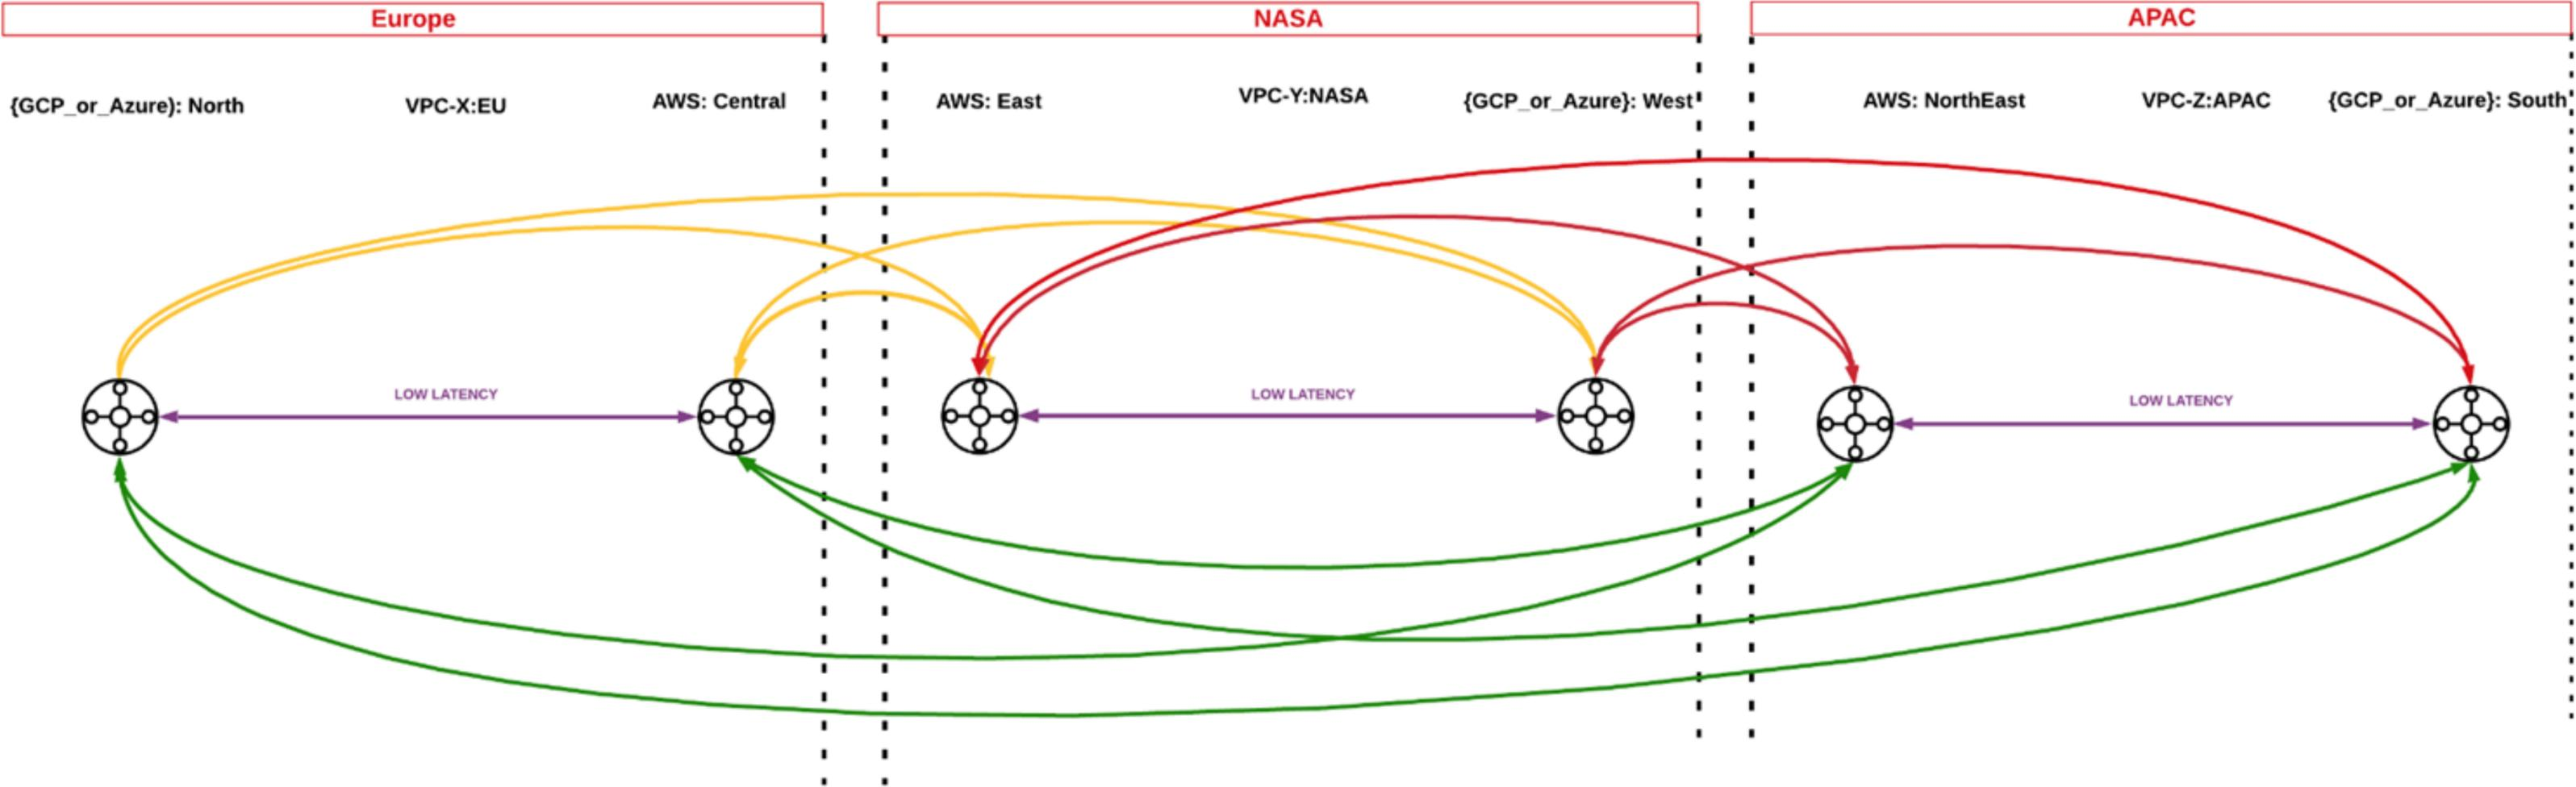 Europe
NASA
APAC
{GCP_or_Azure): North
VPC-X:EU
AWS: Central
AWS: East
VPC-Y:NASA
{GCP_or_Azure}: West
AWS: NorthEast
VPC-Z:APAC
{GCP_or_Azure}: South
LOW LATENCY
LOW LATENCY
LOW LATENCY